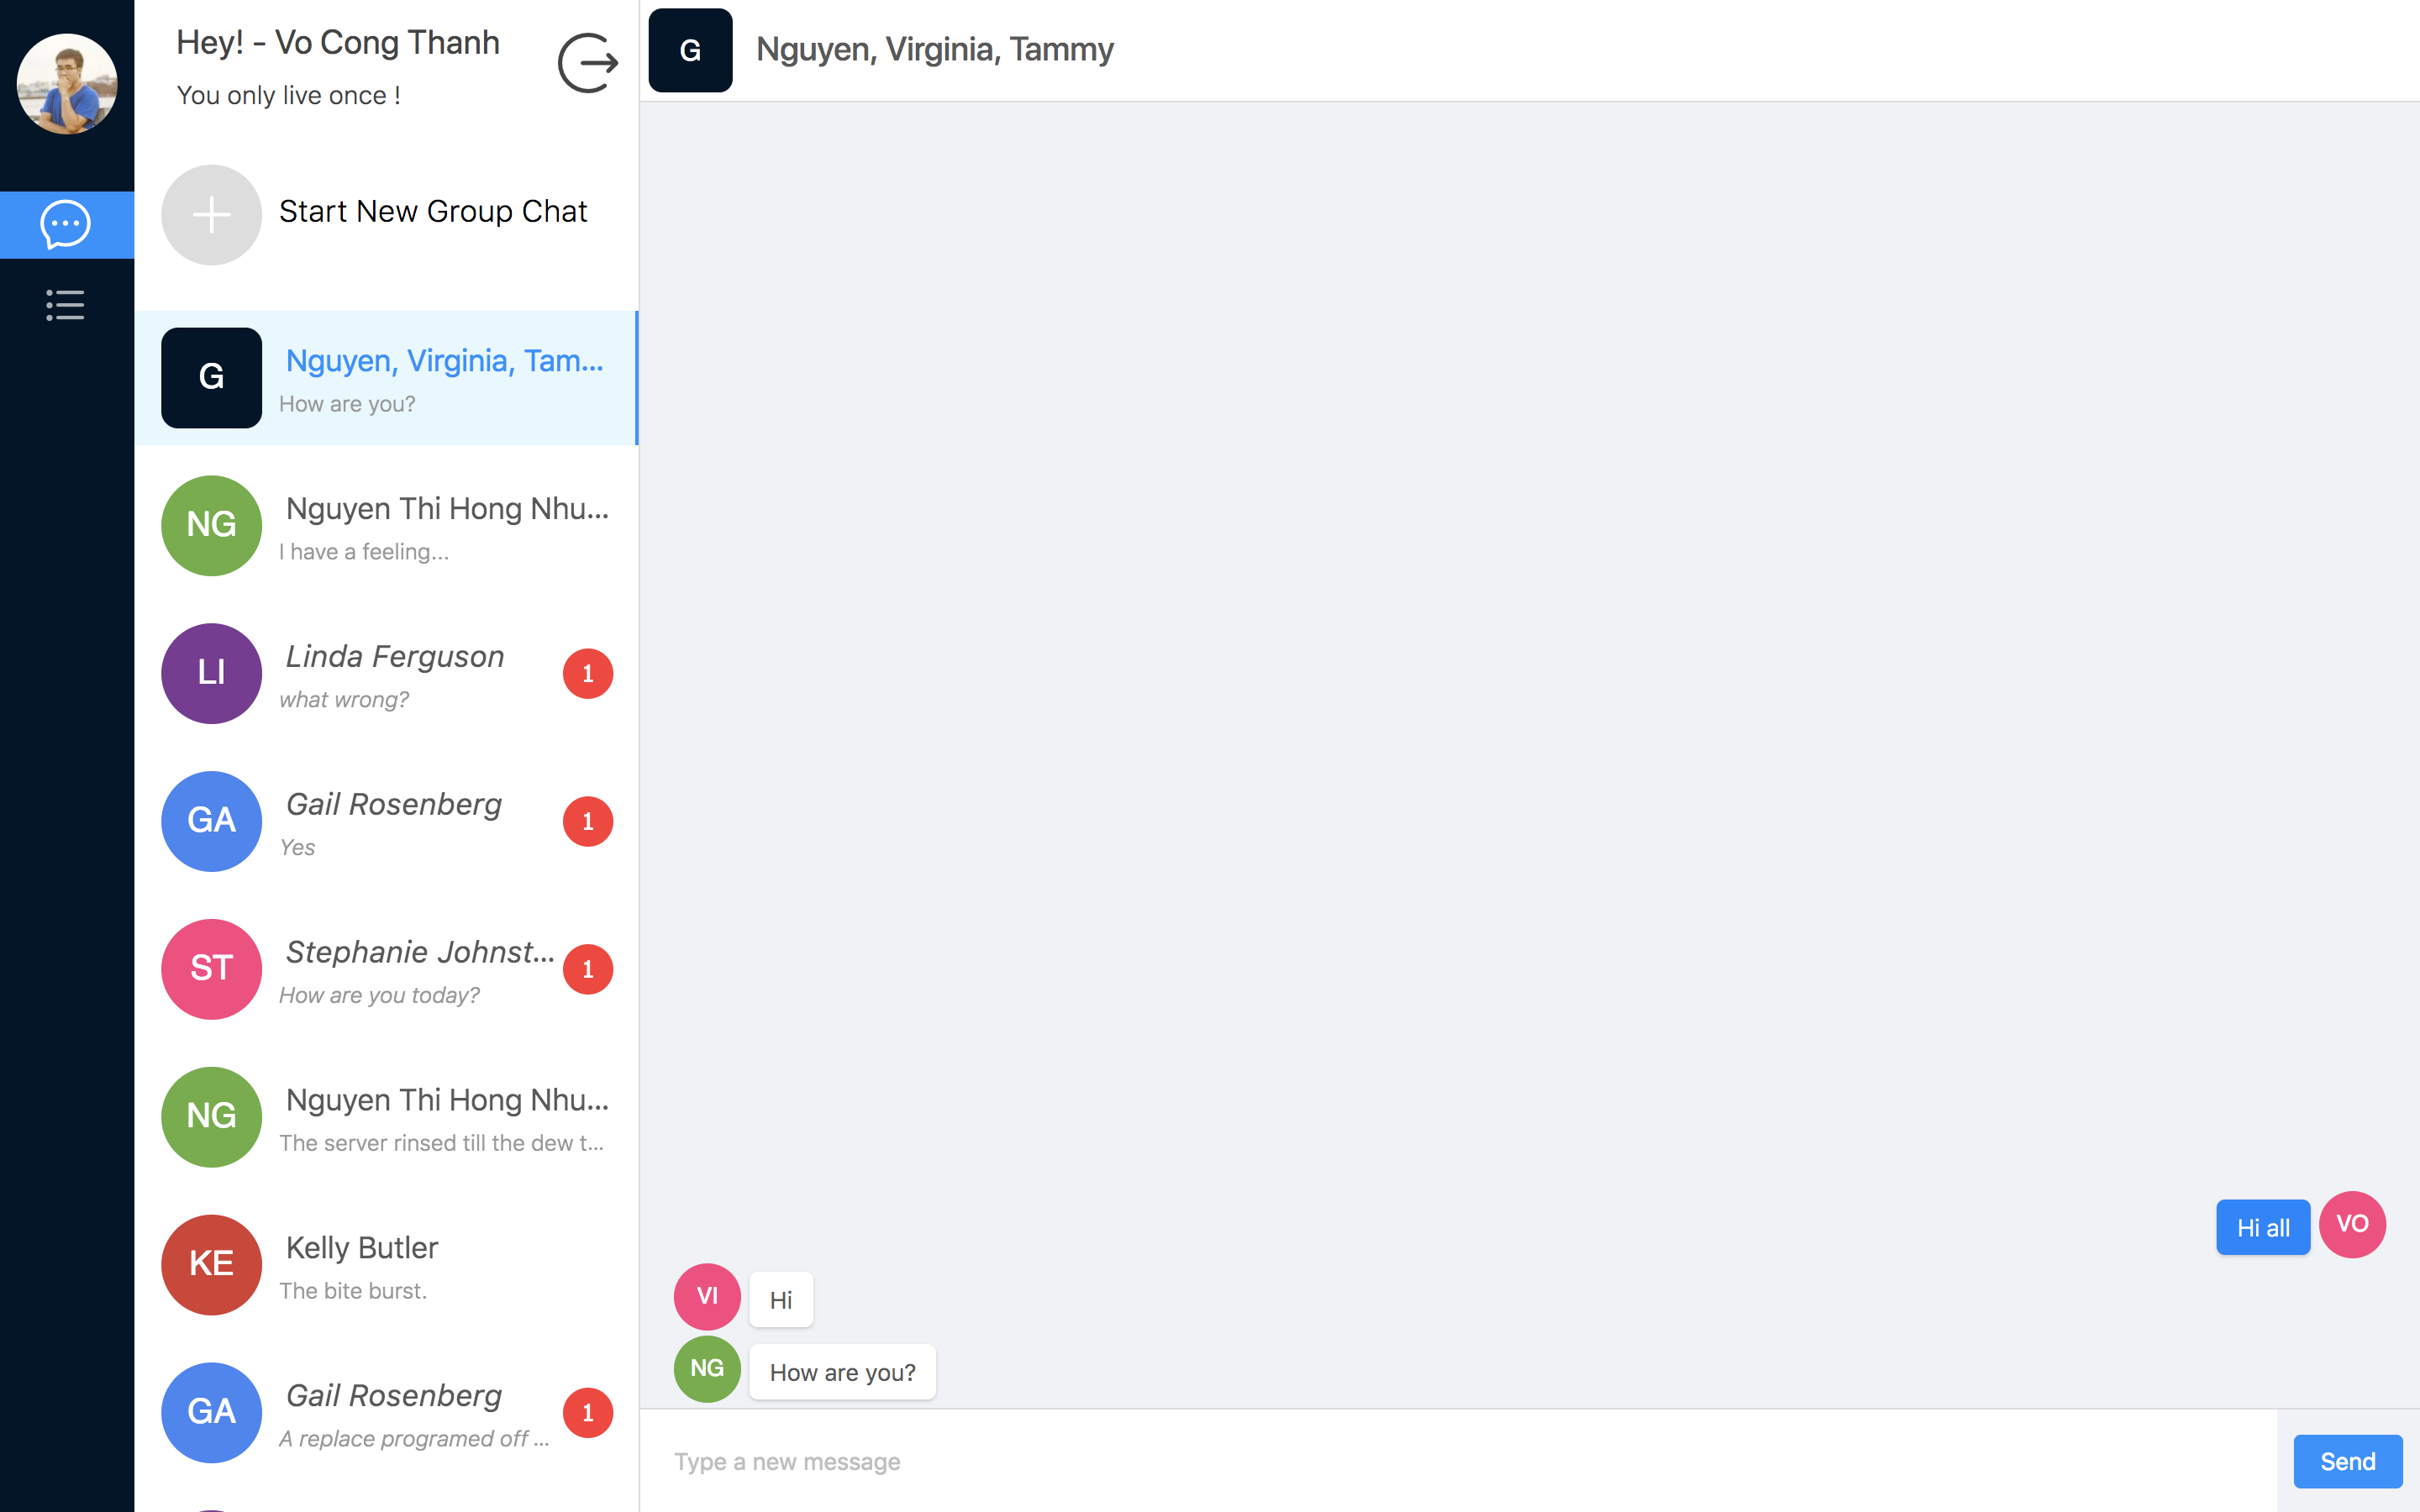 Hey! - Vo Cong Thanh
You only live once !
Start New Group Chat
G
Nguyen, Virginia, Tam...
How are you?
NG
Nguyen Thi Hong Nhu...
I have a feeling...
LI
Linda Ferguson
what wrong?
1
GA
Gail Rosenberg
Yes
1
ST
Stephanie Johnst...
How are you today?
1
NG
Nguyen Thi Hong Nhu...
The server rinsed till the dew t...
KE
Kelly Butler
The bite burst.
GA
Gail Rosenberg
A replace programed off ...
1
G
Nguyen, Virginia, Tammy
Hi all
VO
VI
Hi
NG
How are you?
Type a new message
Send